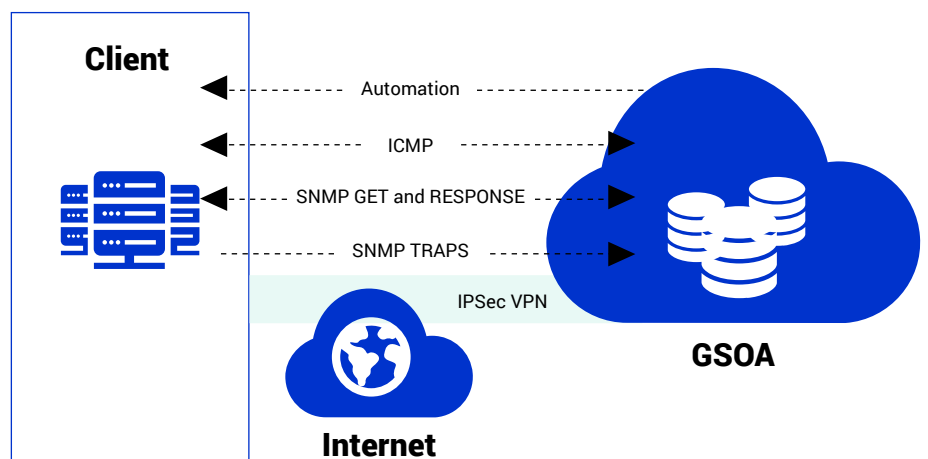 Client
Automation
ICMP
SNMP GET and RESPONSE
SNMP TRAPS
IPSec VPN
GSOA
Internet